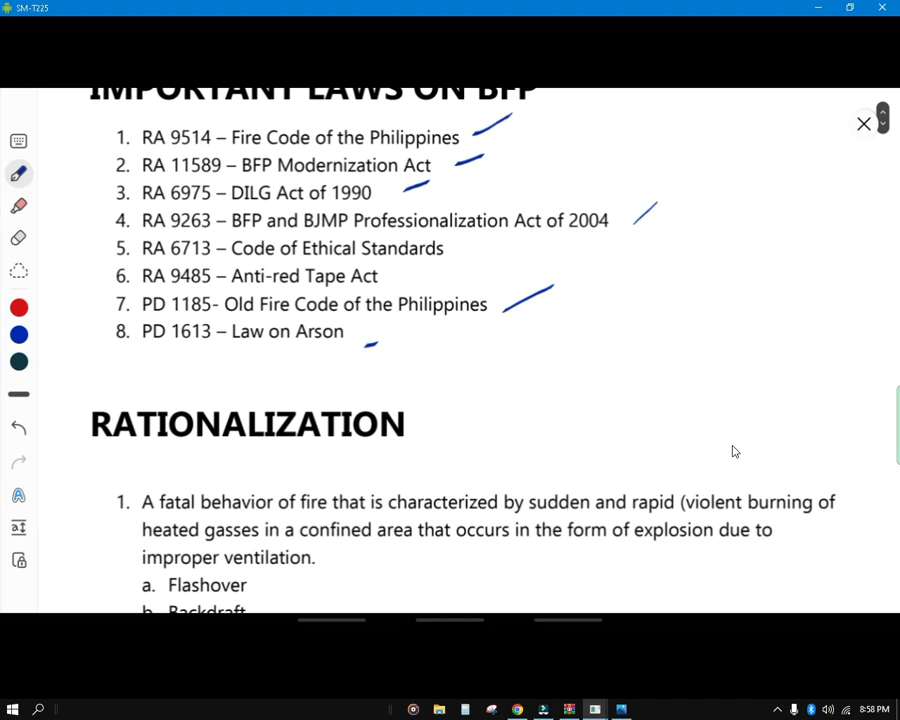 SM-T225
IMPORTANT LAWS ON BFP
1. RA 9514 – Fire Code of the Philippines
2. RA 11589 – BFP Modernization Act
3. RA 6975 – DILG Act of 1990
4. RA 9263 – BFP and BJMP Professionalization Act of 2004
5. RA 6713 – Code of Ethical Standards
6. RA 9485 – Anti-red Tape Act
7. PD 1185- Old Fire Code of the Philippines
8. PD 1613 – Law on Arson
RATIONALIZATION
1. A fatal behavior of fire that is characterized by sudden and rapid (violent burning of
heated gasses in a confined area that occurs in the form of explosion due to
improper ventilation.
a. Flashover
b. Backdraft
8:58 PM